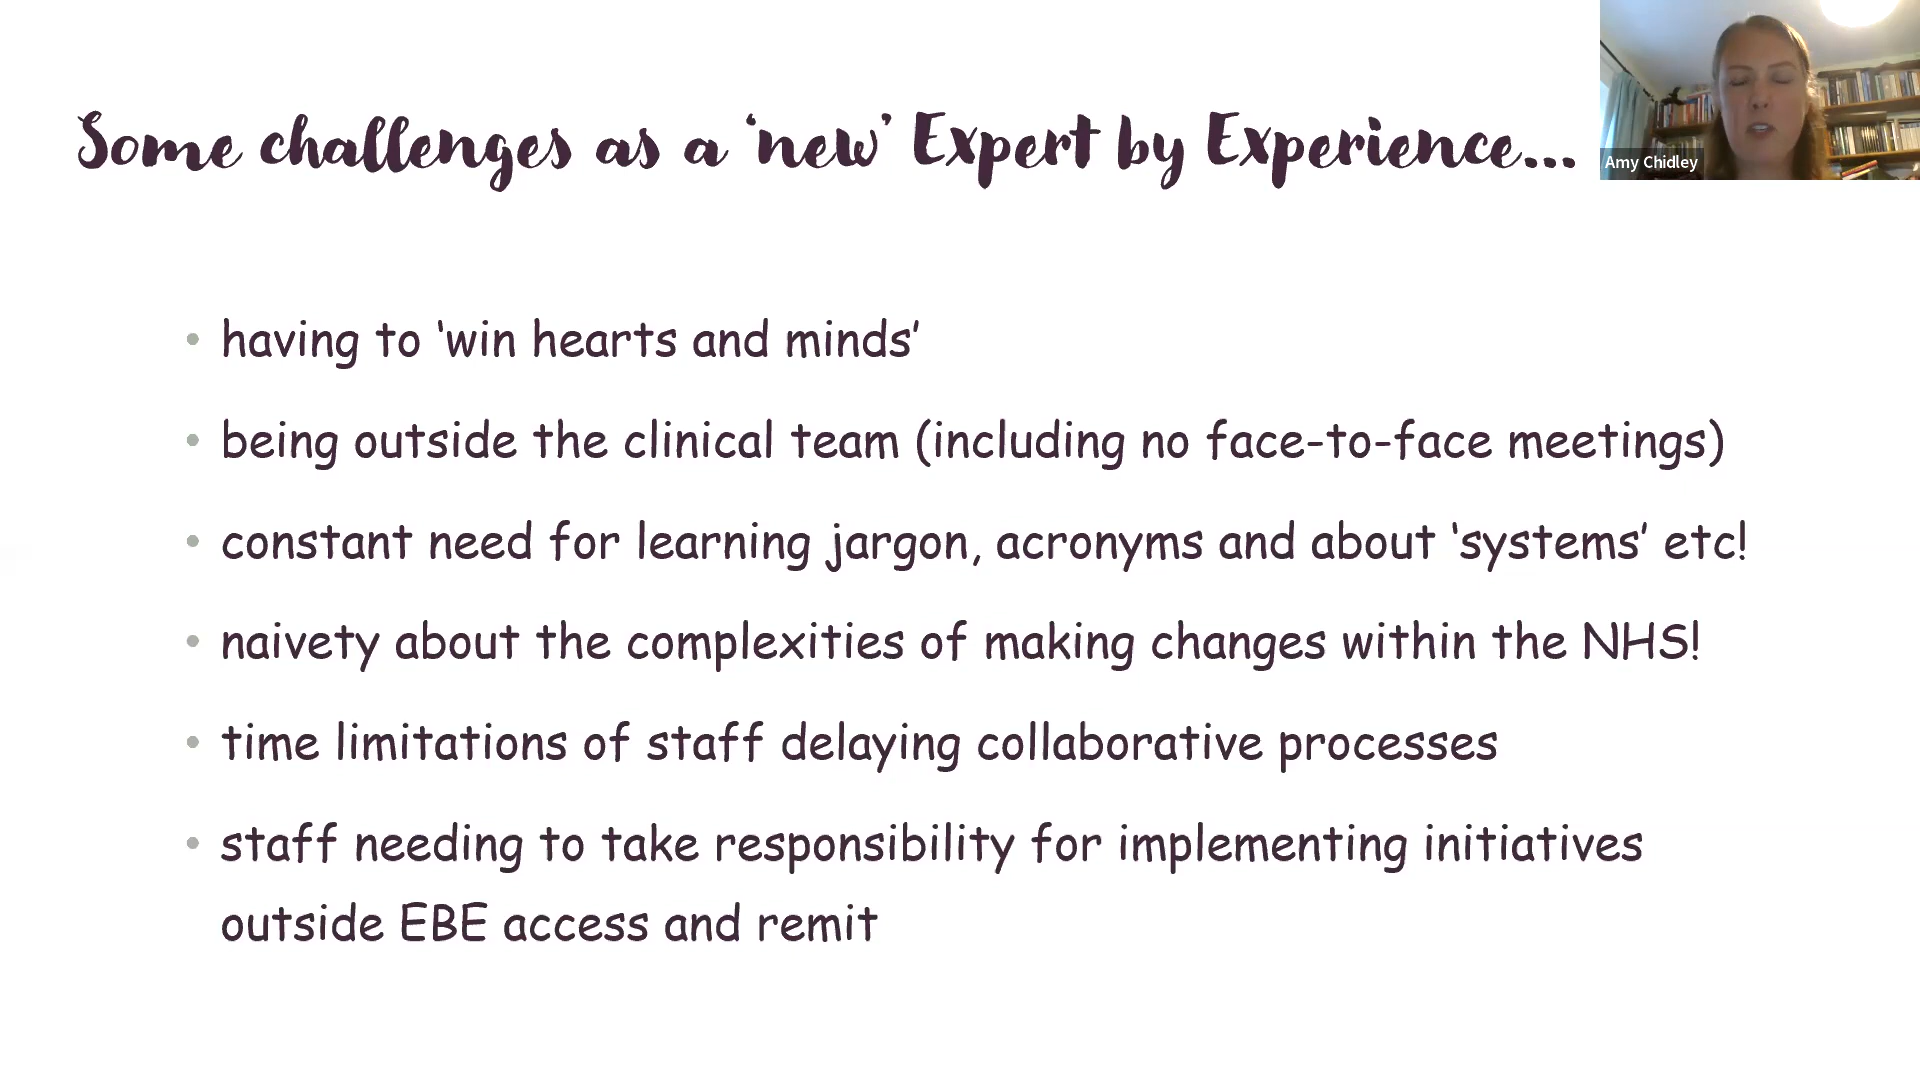 Some challenges as a ‘new’ Expert by Experience...
Amy Chidley
• having to ‘win hearts and minds’
• being outside the clinical team (including no face-to-face meetings)
• constant need for learning jargon, acronyms and about ‘systems’ etc!
• naivety about the complexities of making changes within the NHS!
• time limitations of staff delaying collaborative processes
• staff needing to take responsibility for implementing initiatives
outside EBE access and remit